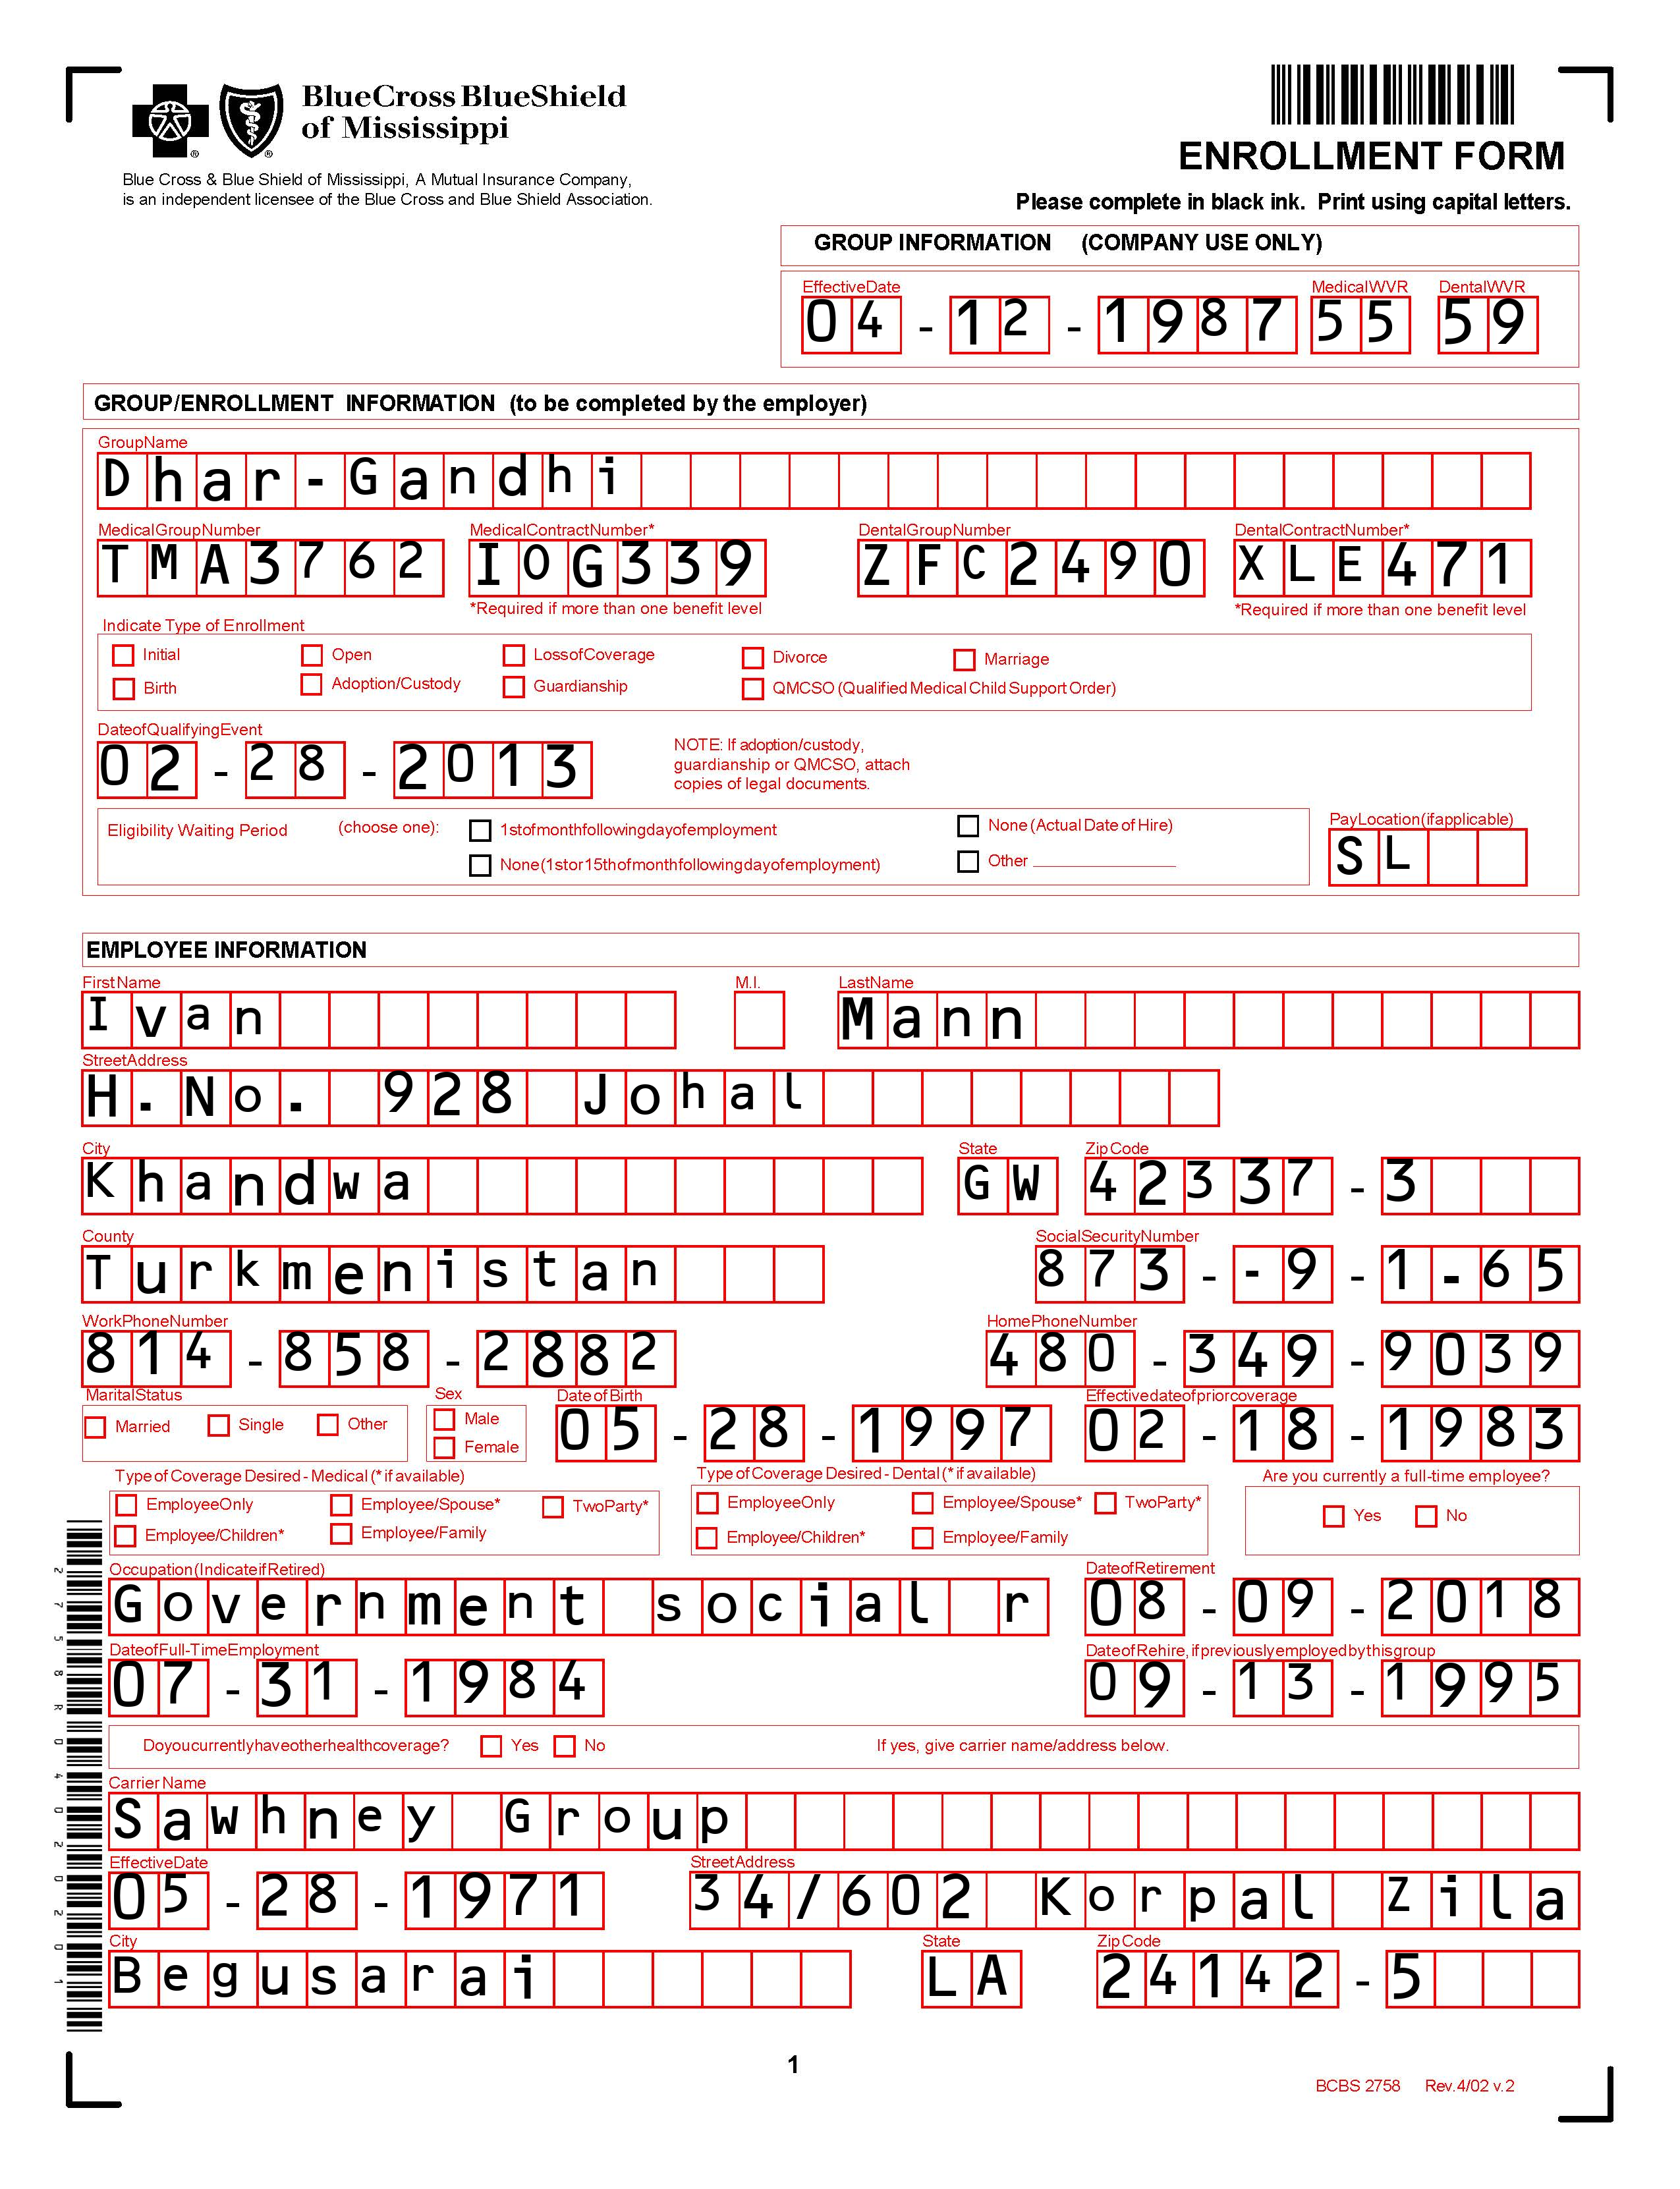 BlueCross BlueShield
of Mississippi
Blue Cross & Blue Shield of Mississippi, A Mutual Insurance Company,
is an independent licensee of the Blue Cross and Blue Shield Association.
ENROLLMENT FORM
Please complete in black ink. Print using capital letters.
GROUP INFORMATION (COMPANY USE ONLY)
EffectiveDate MedicalWVR DentalWVR
04-12-1987 55 59
GROUP/ENROLLMENT INFORMATION (to be completed by the employer)
GroupName
Dhar-Gandhi
MedicalGroupNumber MedicalContractNumber* DentalGroupNumber DentalContractNumber*
TMA3762 IOG339 ZFC2490 XLE471
*Required if more than one benefit level *Required if more than one benefit level
Indicate Type of Enrollment
Initial Open LossofCoverage Divorce Marriage
Birth Adoption/Custody Guardianship QMCSO (Qualified Medical Child Support Order)
DateofQualifyingEvent
02-28-2013
NOTE: If adoption/custody,
guardianship or QMCSO, attach
copies of legal documents.
Eligibility Waiting Period (choose one): 1stofmonthfollowingdayofemployment None (Actual Date of Hire) PayLocation(ifapplicable)
None(1stor15thofmonthfollowingdayofemployment) Other SL
EMPLOYEE INFORMATION
FirstName M.I. LastName
Ivan Mann
StreetAddress
H.No. 928 Johal
City State Zip Code
Khandwa GW 42337-3
County SocialSecurityNumber
Turkmenistan 873--9-1-65
WorkPhoneNumber HomePhoneNumber
814-858-2882 480-349-9039
MaritalStatus Sex Date of Birth Effectivedateofpriorcoverage
Married Single Other Male Female 05-28-1997 02-18-1983
Type of Coverage Desired - Medical (* if available) Type of Coverage Desired - Dental (* if available) Are you currently a full-time employee?
EmployeeOnly Employee/Spouse* TwoParty* EmployeeOnly Employee/Spouse* TwoParty* Yes No
Employee/Children* Employee/Family Employee/Children* Employee/Family
Occupation(IndicateifRetired) DateofRetirement
Government social r 08-09-2018
DateofFull-TimeEmployment DateofRehire,ifpreviouslyemployedbythisgroup
07-31-1984 09-13-1995
Doyoucurrentlyhaveotherhealthcoverage? Yes No If yes, give carrier name/address below.
Carrier Name
Sawhney Group
EffectiveDate StreetAddress
05-28-1971 34/602 Korpal Zila
City State Zip Code
Begusarai LA 24142-5
2758R0402201
1
BCBS 2758 Rev.4/02 v.2